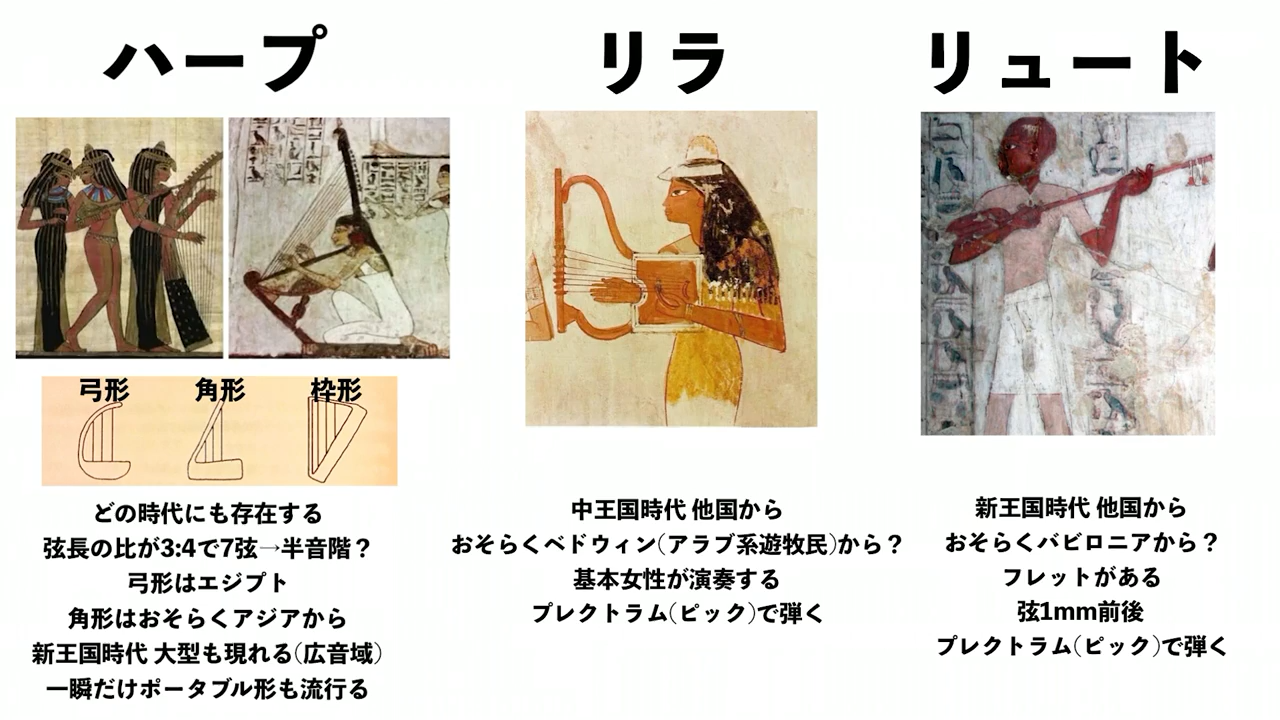 ハープ
弓形 角形 枠形
どの時代にも存在する
弦長の比が3:4で7弦→半音階？
弓形はエジプト
角形はおそらくアジアから
新王国時代 大型も現れる（広音域）
一瞬だけポータブル形も流行る
リラ
中王国時代 他国から
おそらくベドウィン（アラブ系遊牧民）から？
基本女性が演奏する
プレクトラム（ピック）で弾く
リュート
新王国時代 他国から
おそらくバビロニアから？
フレットがある
弦1mm前後
プレクトラム（ピック）で弾く